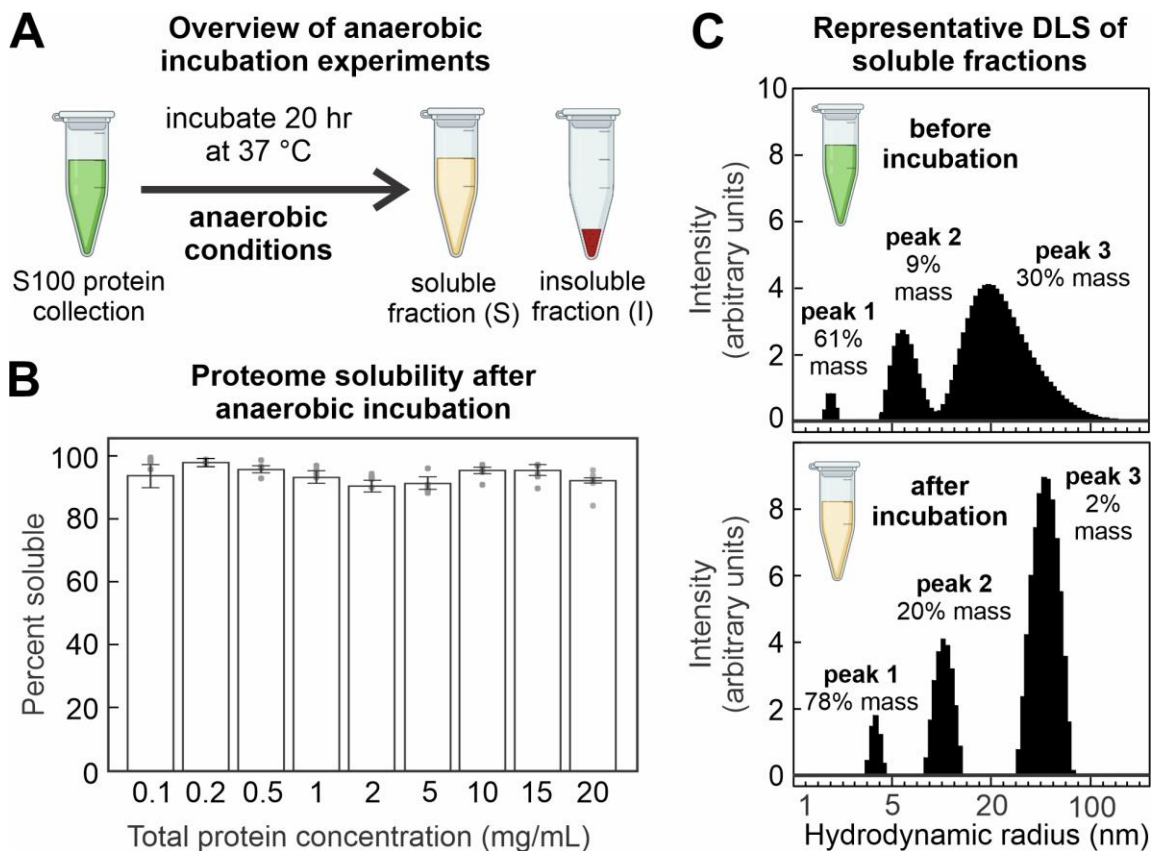 A
Overview of anaerobic
incubation experiments
incubate 20 hr
at 37 °C
anaerobic
conditions
S100 protein
collection
soluble
fraction (S)
insoluble
fraction (I)
B
Proteome solubility after
anaerobic incubation
Percent soluble
100
80
60
40
20
0
0.1 0.2 0.5 1 2 5 10 15 20
Total protein concentration (mg/mL)
C
Representative DLS of
soluble fractions
Intensity
(arbitrary units)
10
8
6
4
2
0
before
incubation
peak 1
61%
mass
peak 2
9%
mass
peak 3
30% mass
Intensity
(arbitrary units)
8
6
4
2
0
after
incubation
peak 1
78% mass
peak 2
20% mass
peak 3
2%
mass
1 5 20 100
Hydrodynamic radius (nm)